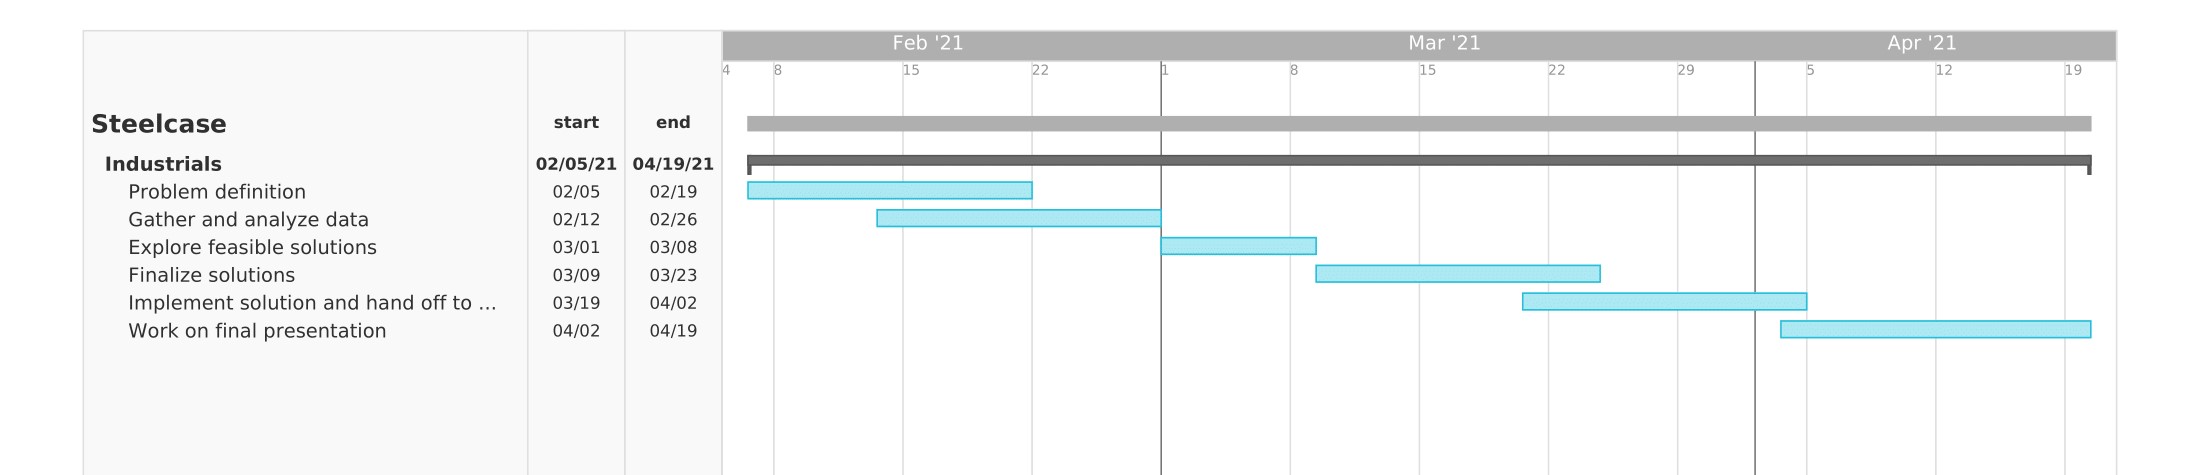 Feb '21 Mar '21 Apr '21
4 8 15 22 1 8 15 22 29 5 12 19
Steelcase start end
Industrials 02/05/21 04/19/21
Problem definition 02/05 02/19
Gather and analyze data 02/12 02/26
Explore feasible solutions 03/01 03/08
Finalize solutions 03/09 03/23
Implement solution and hand off to ... 03/19 04/02
Work on final presentation 04/02 04/19